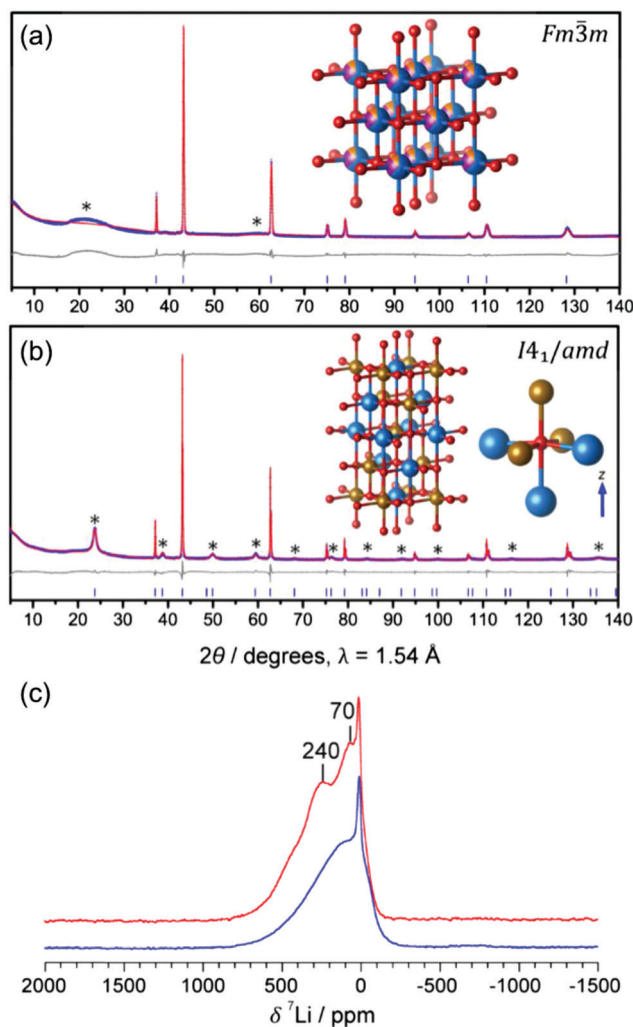 (a)
Fm3̅m
*
*
10 20 30 40 50 60 70 80 90 100 110 120 130 140
(b)
I4₁/amd
z
* * * * * * * * * * *
10 20 30 40 50 60 70 80 90 100 110 120 130 140
2θ / degrees, λ = 1.54 Å
(c)
70
240
2000 1500 1000 500 0 -500 -1000 -1500
δ ⁷Li / ppm